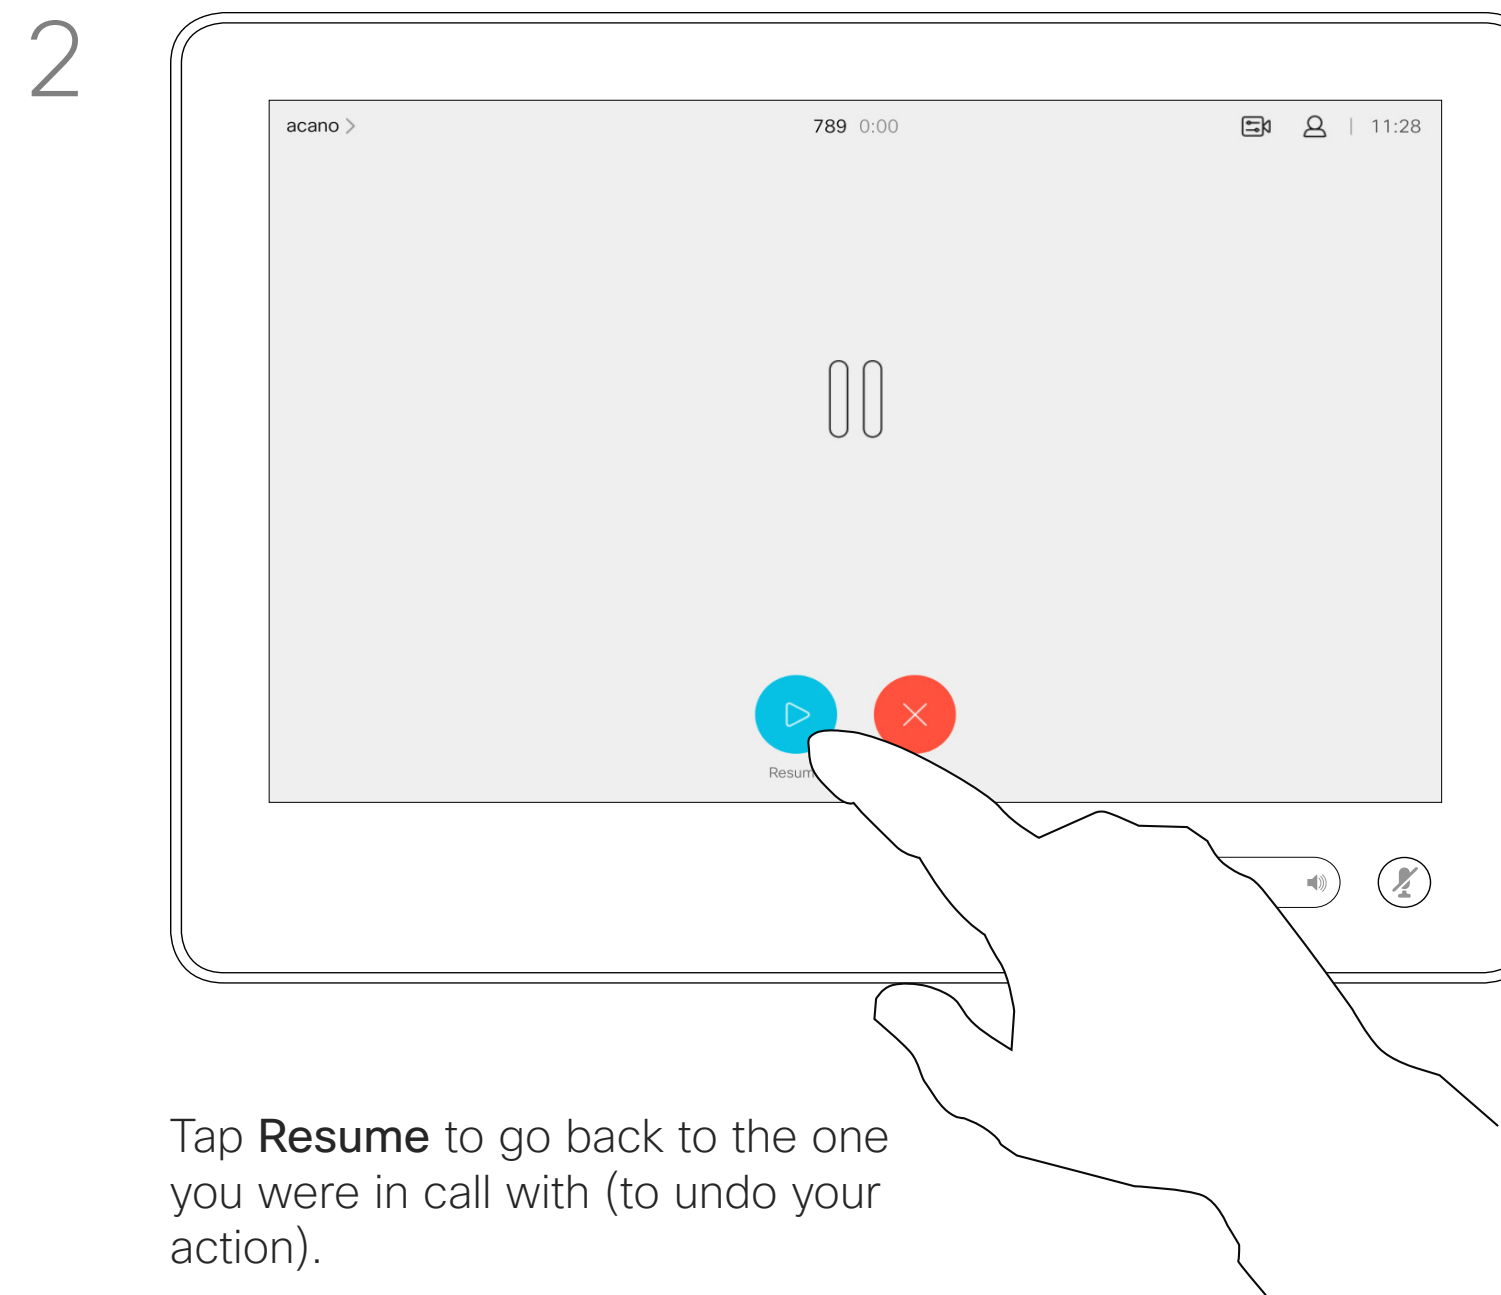 2
acano
789 0:00
11:28
Tap Resume to go back to the one
you were in call with (to undo your
action).